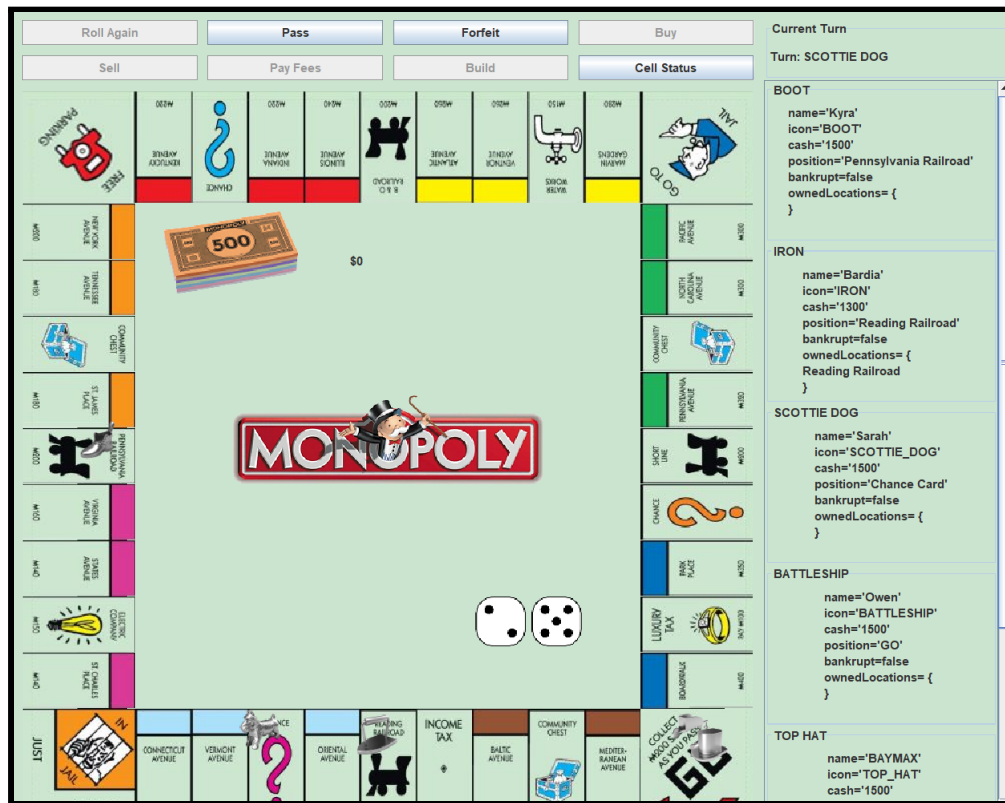 Roll Again
Pass
Forfeit
Buy
Sell
Pay Fees
Build
Cell Status
Current Turn
Turn: SCOTTIE DOG
BOOT
name='Kyra'
icon='BOOT'
cash='1500'
position='Pennsylvania Railroad'
bankrupt=false
ownedLocations= {
}
IRON
name='Bardia'
icon='IRON'
cash='1300'
position='Reading Railroad'
bankrupt=false
ownedLocations= {
Reading Railroad
}
SCOTTIE DOG
name='Sarah'
icon='SCOTTIE_DOG'
cash='1500'
position='Chance Card'
bankrupt=false
ownedLocations= {
}
BATTLESHIP
name='Owen'
icon='BATTLESHIP'
cash='1500'
position='GO'
bankrupt=false
ownedLocations= {
}
TOP HAT
name='BAYMAX'
icon='TOP_HAT'
cash='1500'
FREE
PARKING
KENTUCKY
AVENUE
CHANCE
INDIANA
AVENUE
ILLINOIS
AVENUE
B. & O.
RAILROAD
ATLANTIC
AVENUE
VENTNOR
AVENUE
WATER
WORKS
MARVIN
GARDENS
GO TO
JAIL
NEW YORK
AVENUE
TENNESSEE
AVENUE
COMMUNITY
CHEST
ST. JAMES
PLACE
PENNSYLVANIA
RAILROAD
VIRGINIA
AVENUE
STATES
AVENUE
ELECTRIC
COMPANY
ST. CHARLES
PLACE
MONOPOLY
500
$0
MONOPOLY
PACIFIC
AVENUE
NORTH
CAROLINA
AVENUE
COMMUNITY
CHEST
PENNSYLVANIA
AVENUE
SHORT
LINE
CHANCE
PARK
PLACE
LUXURY
TAX
BOARDWALK
JUST
IN
JAIL
CONNECTICUT
AVENUE
VERMONT
AVENUE
NCE
ORIENTAL
AVENUE
READING
RAILROAD
INCOME
TAX
BALTIC
AVENUE
COMMUNITY
CHEST
MEDITER-
RANEAN
AVENUE
COLLECT
AS YOU PASS
GO